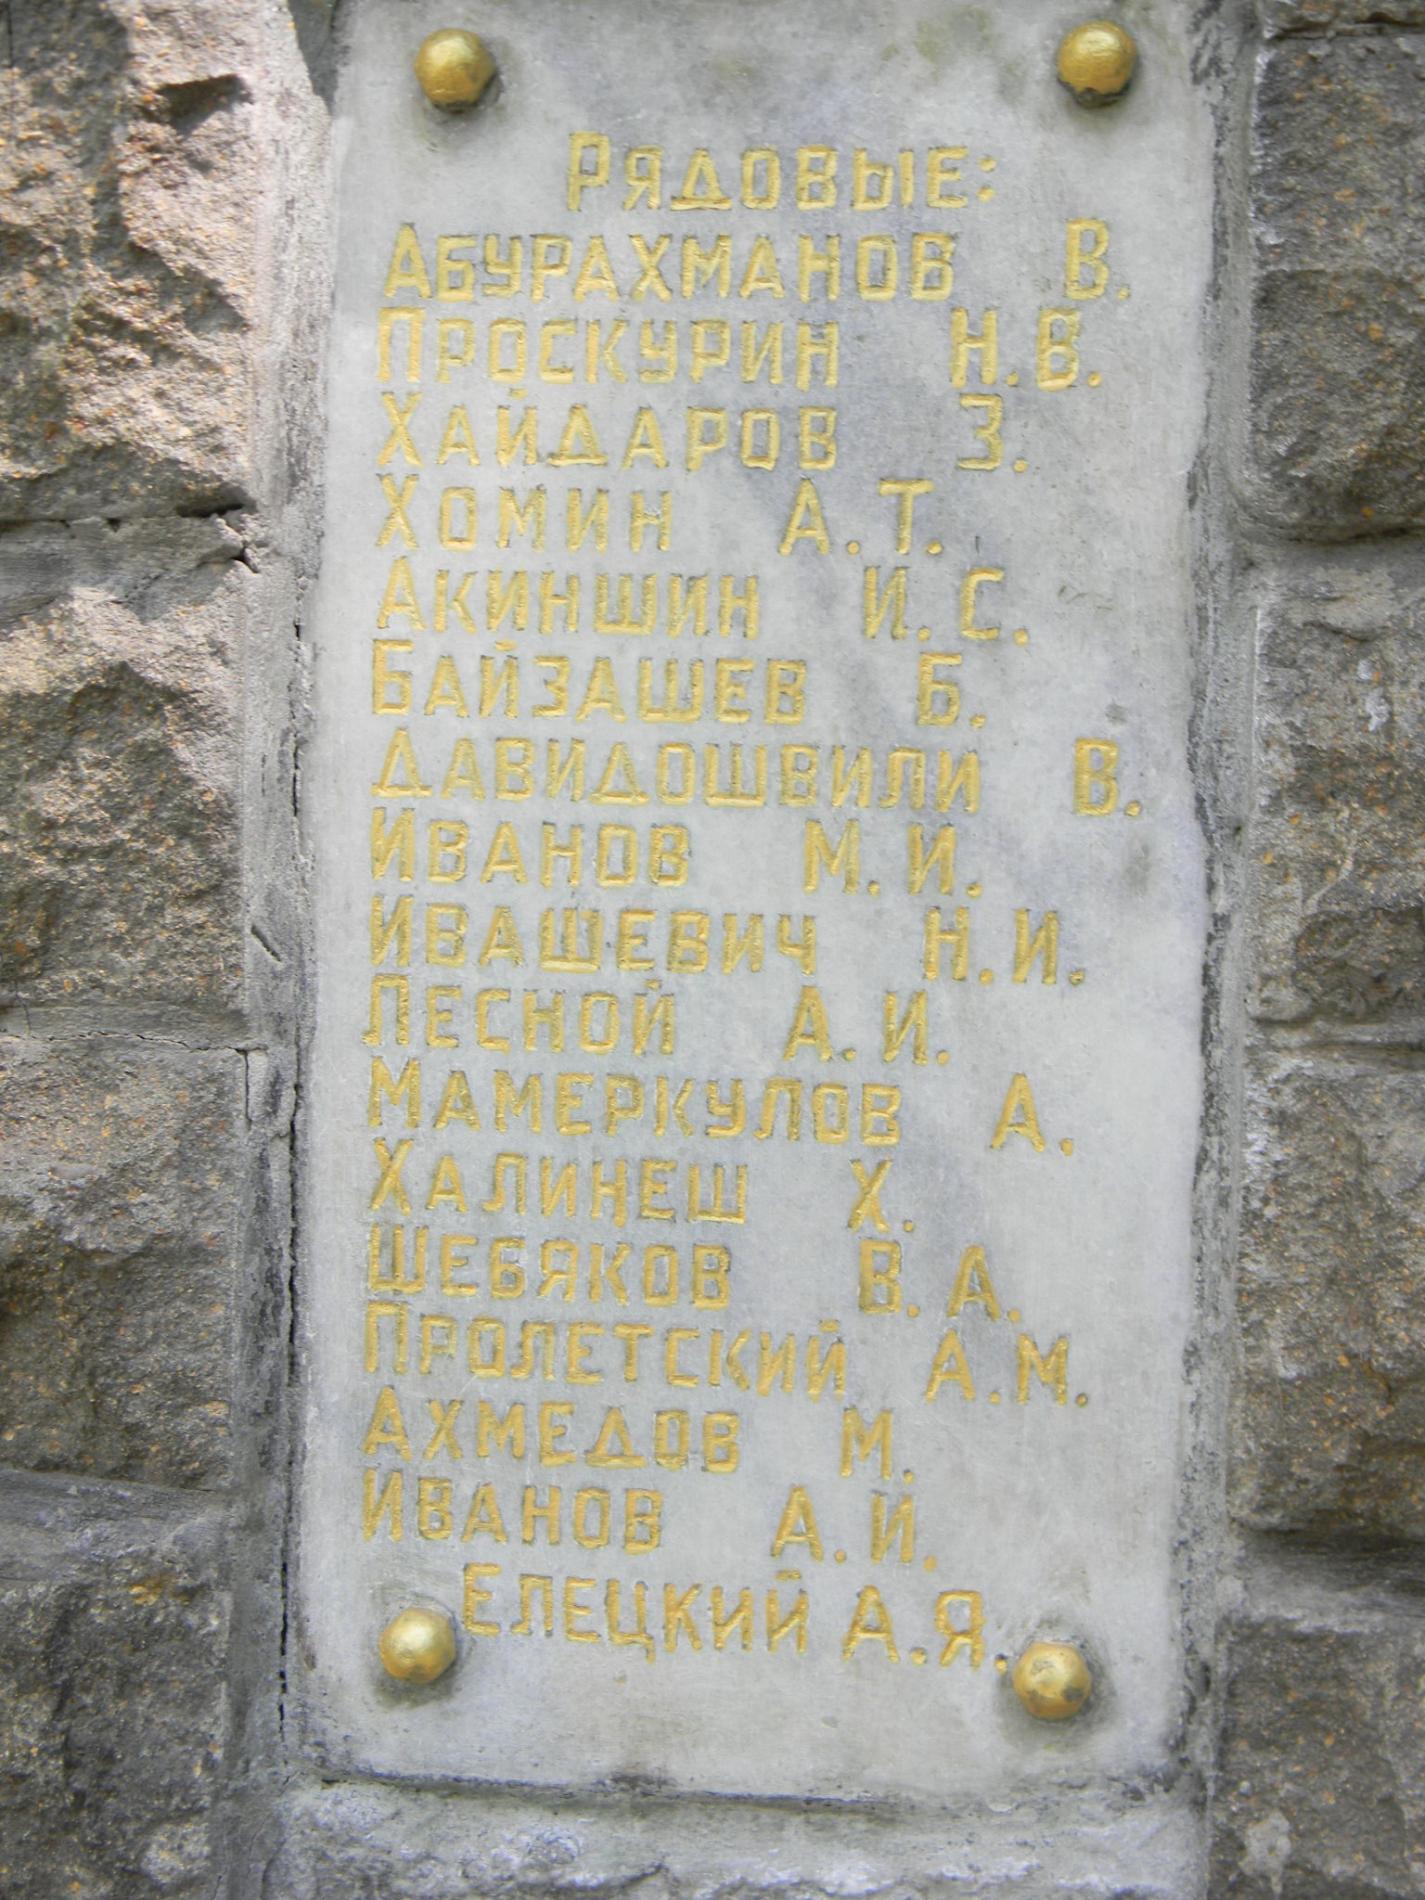 Рядовые:
Абурахманов В.
Проскурин Н.В.
Хайдаров З.
Хомин А.Т.
Акиншин И.С.
Байзашев Б.
Давидошвили В.
Иванов М.И.
Ивашевич Н.И.
Лесной А.И.
Мамеркулов А.
Халинеш Х.
Шебяков В.А.
Пролетский А.М.
Ахмедов М.
Иванов А.И.
Елецкий А.Я.